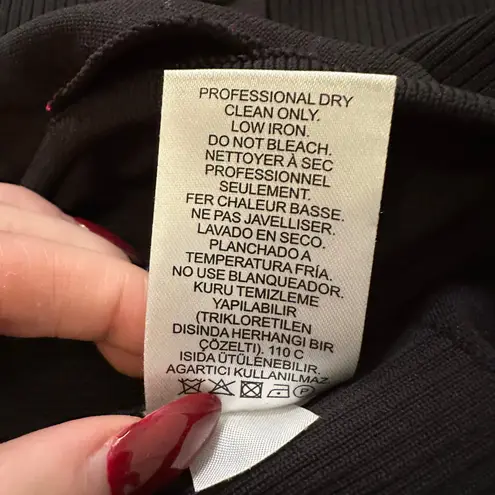 PROFESSIONAL DRY
CLEAN ONLY.
LOW IRON.
DO NOT BLEACH.
NETTOYER À SEC
PROFESSIONNEL
SEULEMENT.
FER CHALEUR BASSE.
NE PAS JAVELLISER.
LAVADO EN SECO.
PLANCHADO A
TEMPERATURA FRÍA.
NO USE BLANQUEADOR.
KURU TEMIZLEME
YAPILABILIR
(TRIKLORETILEN
DISINDA HERHANGI BIR
ÇOZELTI). 110 C
ISIDA ÜTÜLENEBILIR.
AGARTICI KULLANILMAZ
P